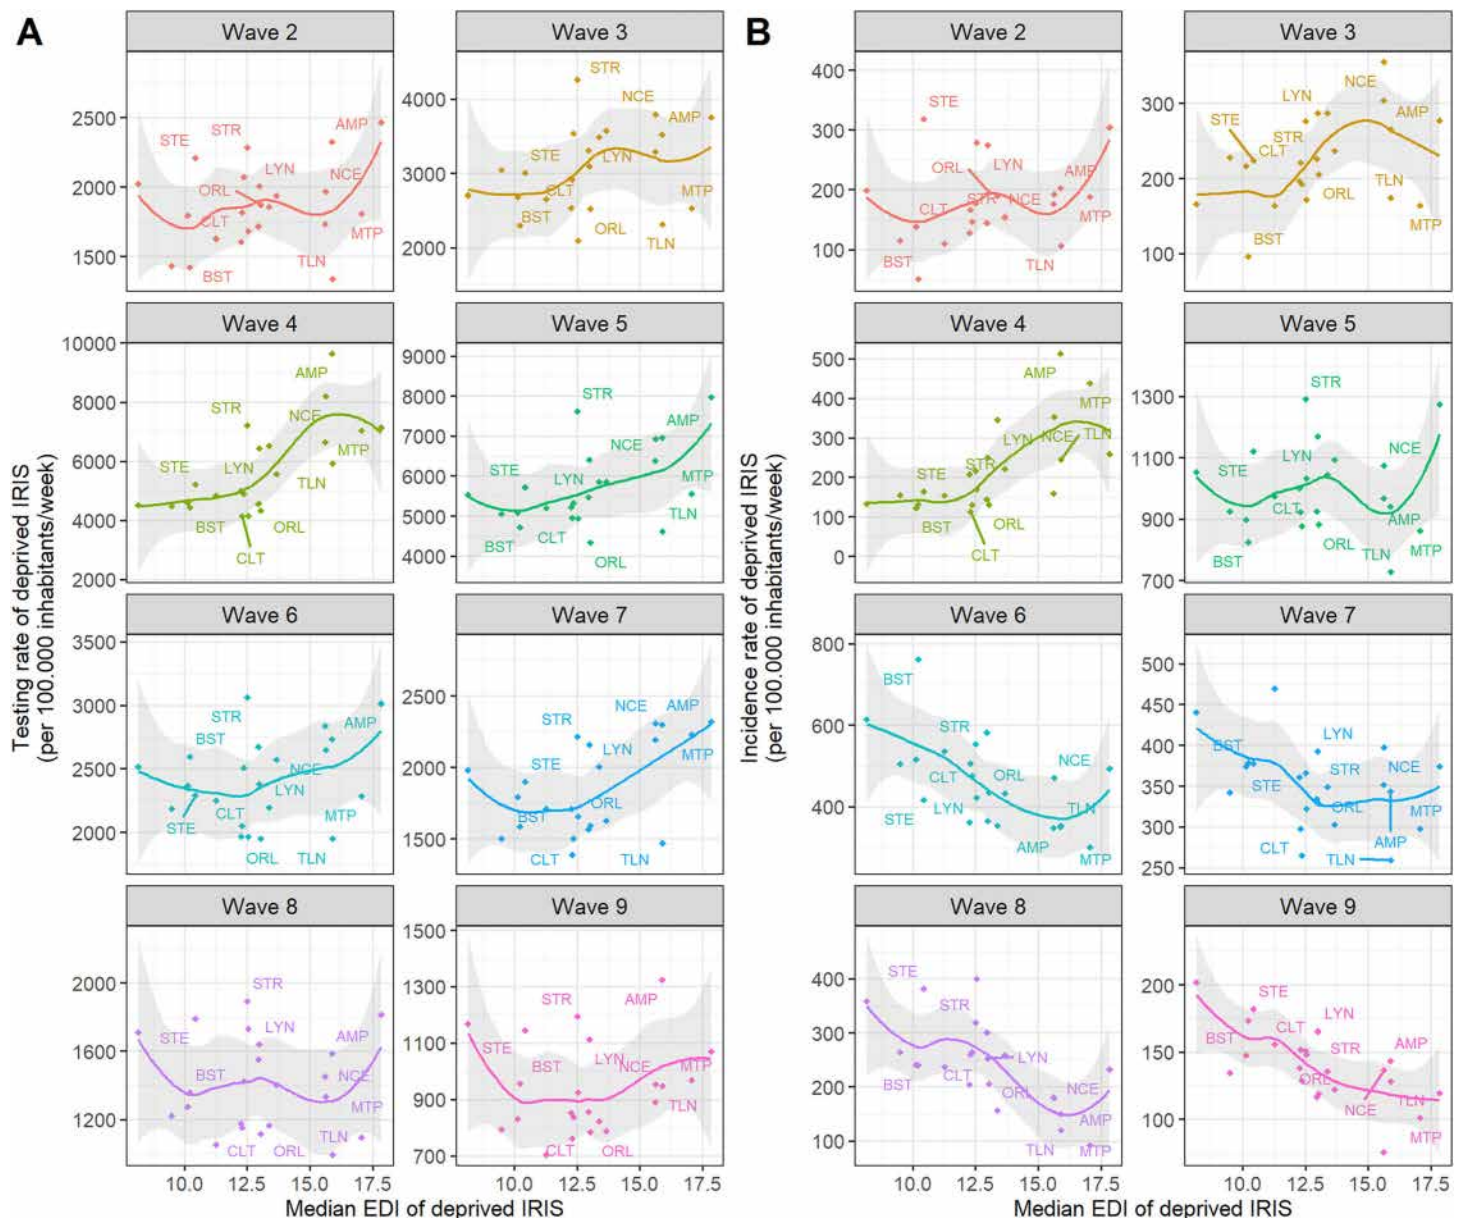 A
B
Testing rate of deprived IRIS
(per 100.000 inhabitants/week)
Wave 2
2500
2000
1500
STE
STR
AMP
LYN
ORL
NCE
CLT
MTP
BST
TLN
Wave 3
4000
3000
2000
STR
NCE
AMP
STE
LYN
CLT
MTP
BST
ORL
TLN
Wave 4
10000
8000
6000
4000
2000
AMP
STR
NCE
MTP
STE
LYN
TLN
BST
ORL
CLT
Wave 5
9000
8000
7000
6000
5000
4000
STR
AMP
NCE
STE
LYN
MTP
TLN
BST
CLT
ORL
Wave 6
3500
3000
2500
2000
STR
AMP
BST
NCE
LYN
CLT
MTP
STE
ORL
TLN
Wave 7
2500
2000
1500
STR
NCE
AMP
LYN
MTP
STE
ORL
BST
CLT
TLN
Wave 8
2000
1600
1200
STR
STE
LYN
AMP
BST
NCE
MTP
CLT
ORL
TLN
10.0 12.5 15.0 17.5
Wave 9
1500
1300
1100
900
700
STR
AMP
STE
BST
LYN
NCE
MTP
TLN
CLT
ORL
10.0 12.5 15.0 17.5
Median EDI of deprived IRIS
Incidence rate of deprived IRIS
(per 100.000 inhabitants/week)
Wave 2
400
300
200
100
STE
ORL
LYN
AMP
CLT
STR
NCE
MTP
BST
TLN
Wave 3
300
200
100
NCE
LYN
AMP
STE
STR
CLT
TLN
ORL
MTP
BST
Wave 4
500
400
300
200
100
0
AMP
MTP
LYN
NCE
TLN
STE
STR
BST
ORL
CLT
Wave 5
1300
1100
900
700
STR
NCE
STE
LYN
CLT
AMP
BST
ORL
TLN
MTP
Wave 6
800
600
400
BST
STR
NCE
CLT
ORL
LYN
TLN
STE
AMP
MTP
Wave 7
500
450
400
350
300
250
LYN
BST
STR
NCE
STE
MTP
CLT
AMP
TLN
Wave 8
400
300
200
100
STE
STR
LYN
BST
CLT
ORL
NCE
AMP
TLN
MTP
10.0 12.5 15.0 17.5
Wave 9
200
150
100
STE
LYN
BST
CLT
STR
AMP
ORL
NCE
TLN
MTP
10.0 12.5 15.0 17.5
Median EDI of deprived IRIS